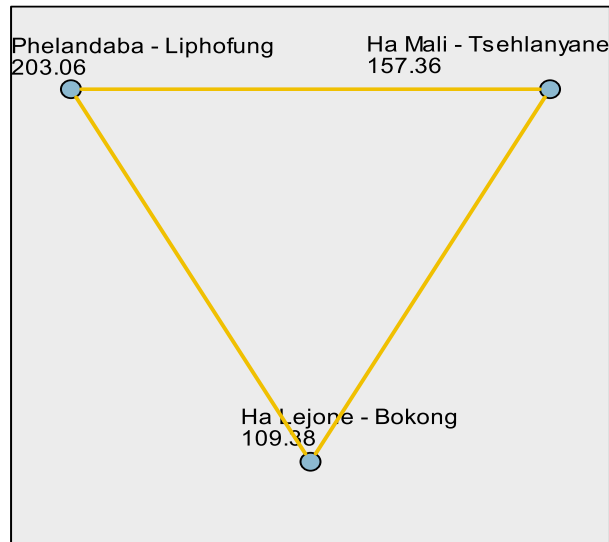 Phelandaba - Liphofung
203.06
Ha Mali - Tsehlanyane
157.36
Ha Lejone - Bokong
109.38